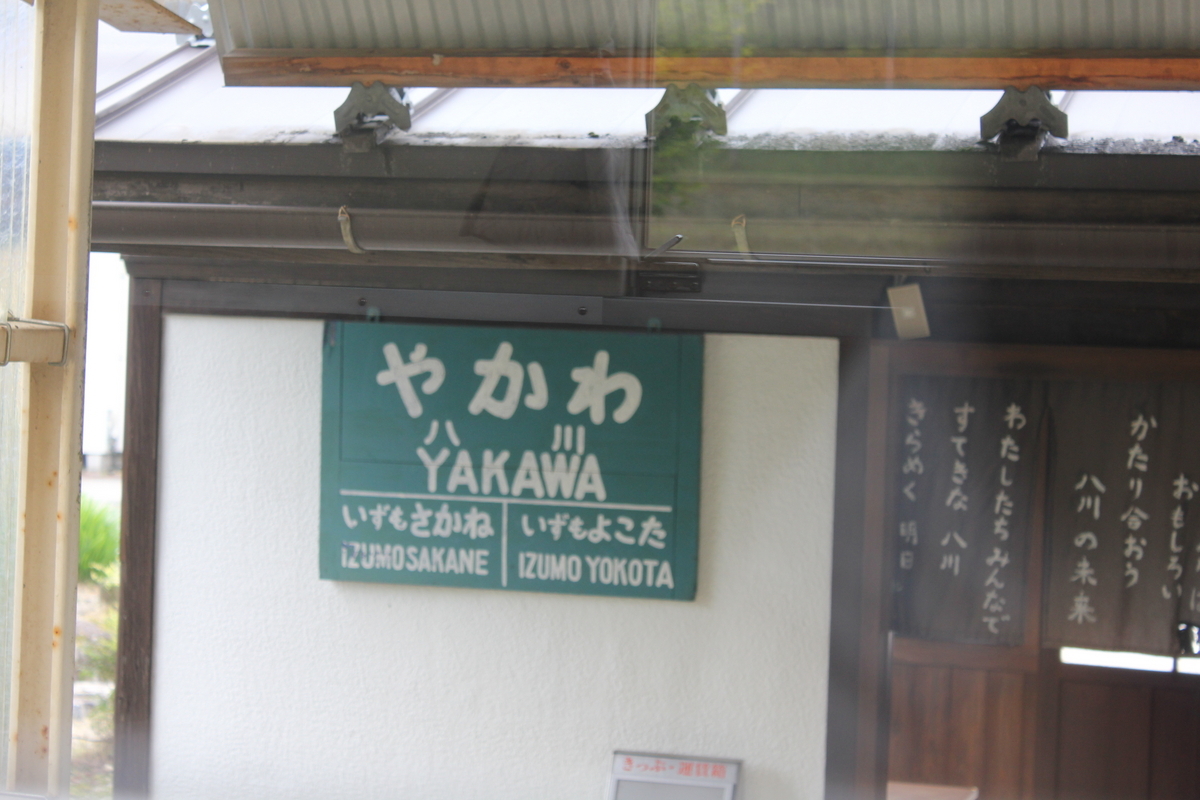 やかわ
八川
YAKAWA
いずもさかね
IZUMO SAKANE
いずもよこた
IZUMO YOKOTA
おもしろい
かたり合おう
八川の未来
わたしたちみんなで
すてきな 八川
きらめく 明日
きっぷ・運賃箱